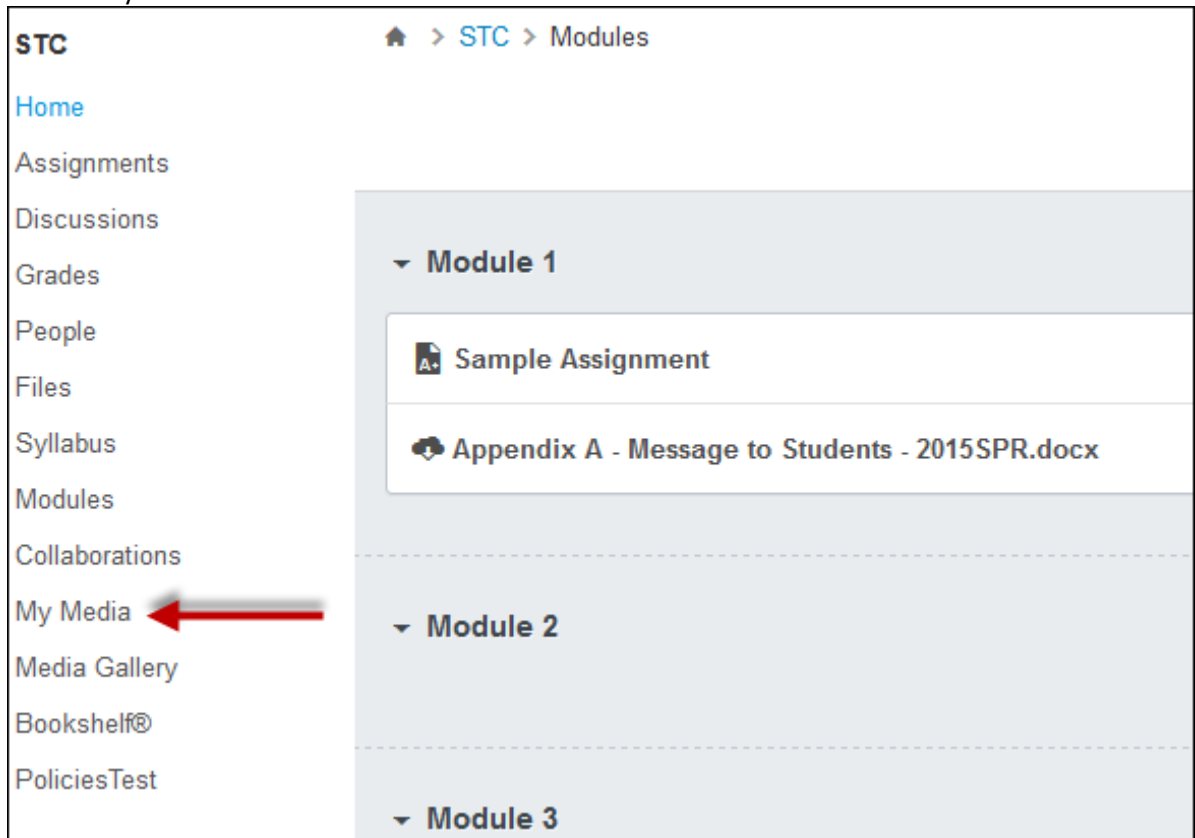 STC
Home
Assignments
Discussions
Grades
People
Files
Syllabus
Modules
Collaborations
My Media
Media Gallery
Bookshelf®
PoliciesTest
> STC > Modules
Module 1
A+ Sample Assignment
Appendix A - Message to Students - 2015SPR.docx
Module 2
Module 3